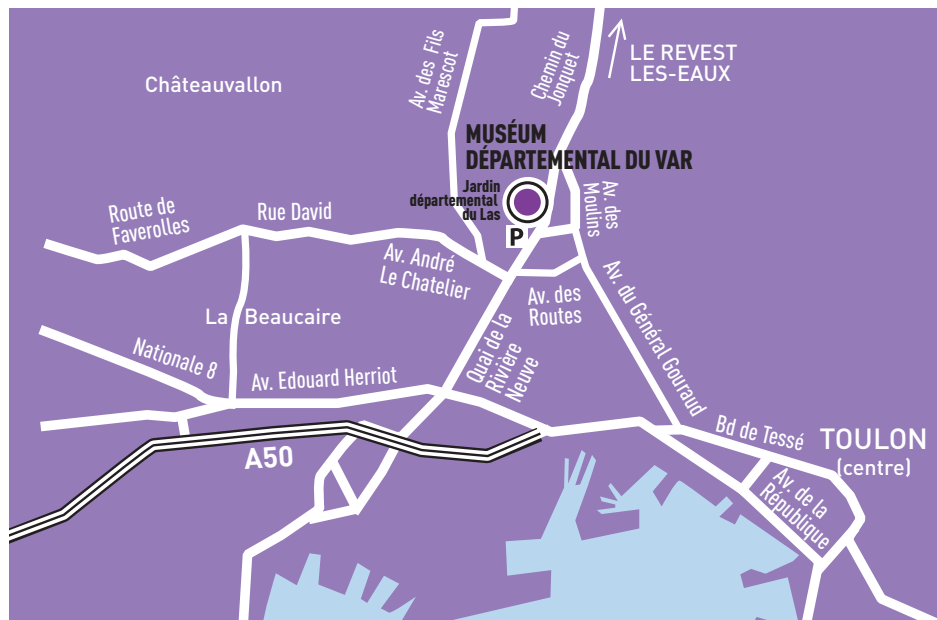 Av. des Fils
Marescot
Chemin du
Jonquet
LE REVEST
LES-EAUX
Châteauvallon
MUSÉUM
DÉPARTEMENTAL DU VAR
Jardin
départemental
du Las
P
Av. des
Moulins
Route de
Faverolles
Rue David
Av. André
Le Chatelier
Av. des
Routes
Av. du Général Gouraud
La Beaucaire
Quai de la
Rivière
Neuve
Nationale 8
Av. Edouard Herriot
A50
Bd de Tessé
TOULON
(centre)
Av. de la
République